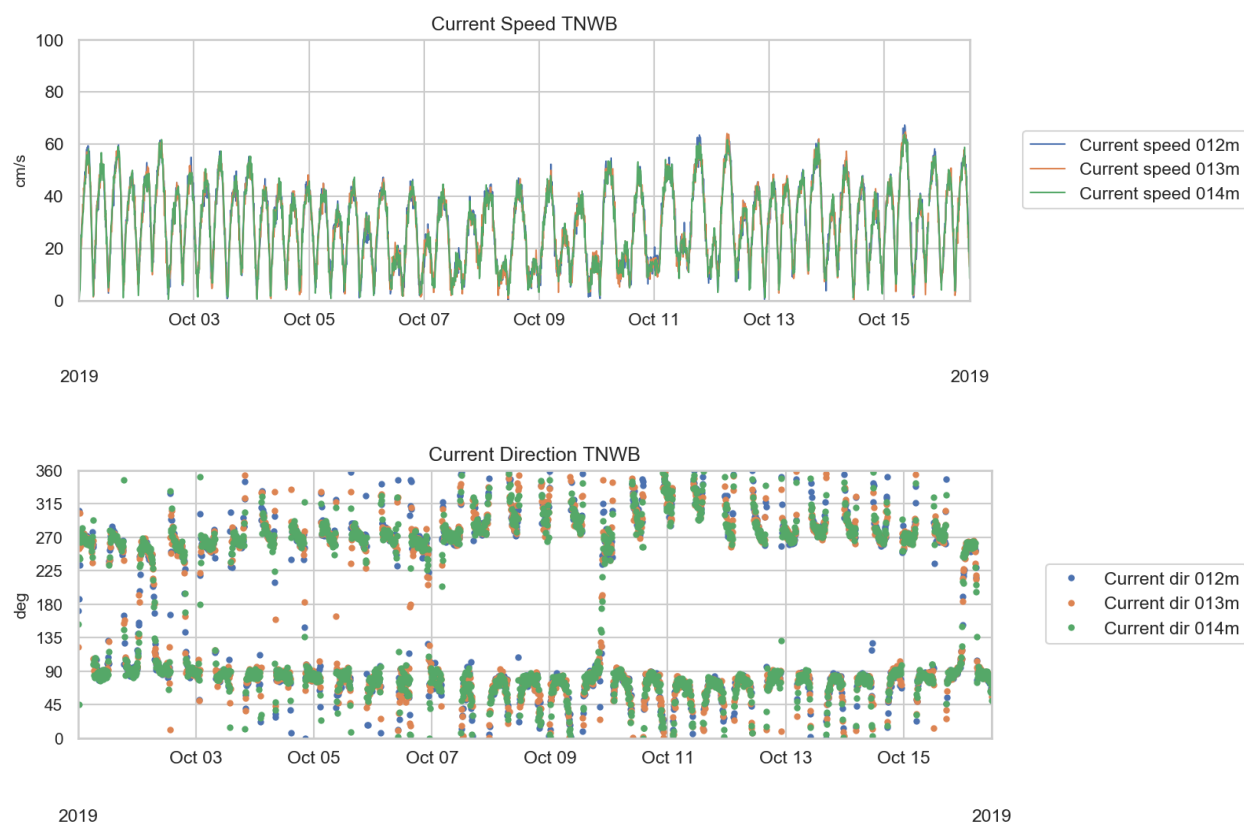 Current Speed TNWB
100
80
60
40
20
0
cm/s
Oct 03 Oct 05 Oct 07 Oct 09 Oct 11 Oct 13 Oct 15
2019 2019
Current speed 012m
Current speed 013m
Current speed 014m
Current Direction TNWB
360
315
270
225
180
135
90
45
0
deg
Oct 03 Oct 05 Oct 07 Oct 09 Oct 11 Oct 13 Oct 15
2019 2019
Current dir 012m
Current dir 013m
Current dir 014m